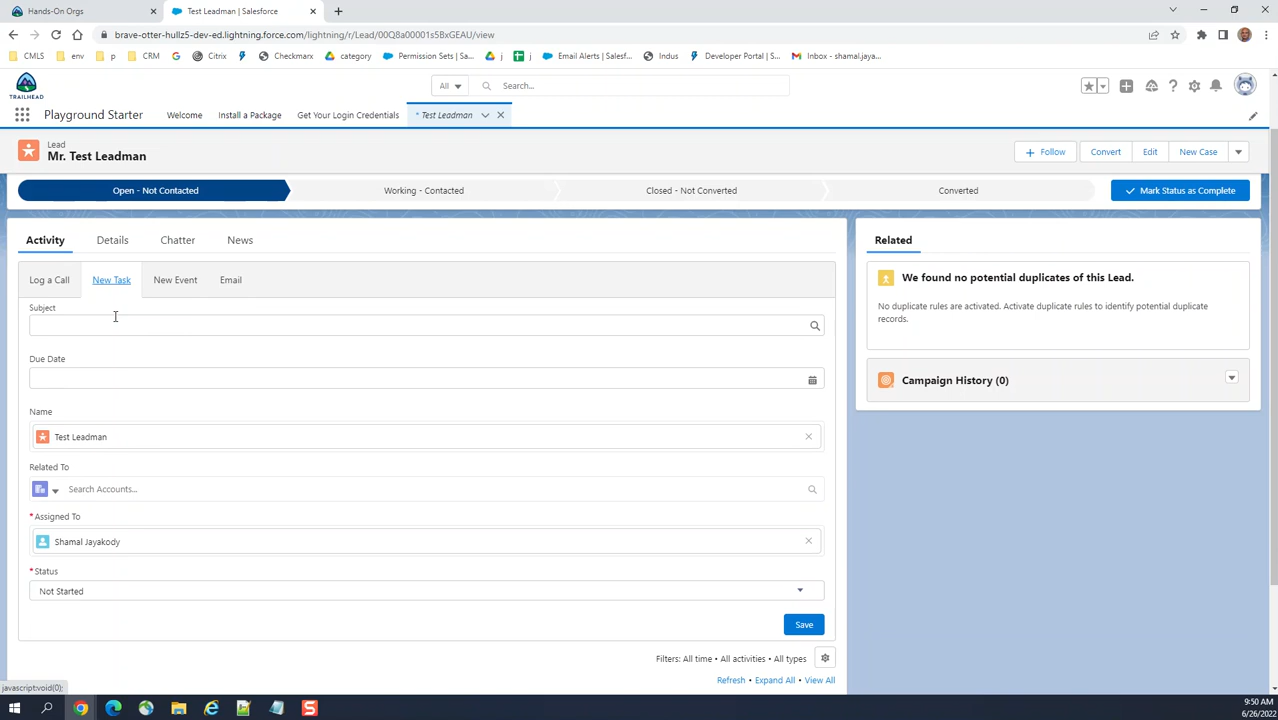 Hands-On Orgs
Test Leadman | Salesforce
brave-otter-hullz5-dev-ed.lightning.force.com/lightning/r/Lead/00Q8a00001s5BxGEAU/view
CMLS
env
p
CRM
G
Citrix
Checkmarx
category
j
j
Permission Sets | Sa...
Email Alerts | Salesf...
Indus
Developer Portal | S...
Inbox - shamal.jaya...
TRAILHEAD
All
Search...
Playground Starter
Welcome
Install a Package
Get Your Login Credentials
* Test Leadman
Lead
Mr. Test Leadman
Follow
Convert
Edit
New Case
Open - Not Contacted
Working - Contacted
Closed - Not Converted
Converted
Mark Status as Complete
Activity
Details
Chatter
News
Related
Log a Call
New Task
New Event
Email
We found no potential duplicates of this Lead.
No duplicate rules are activated. Activate duplicate rules to identify potential duplicate
records.
Campaign History (0)
Subject
Due Date
Name
Test Leadman
Related To
Search Accounts...
*Assigned To
Shamal Jayakody
*Status
Not Started
Save
Filters: All time • All activities • All types
Refresh • Expand All • View All
javascript:void(0);
9:50 AM
6/26/2022